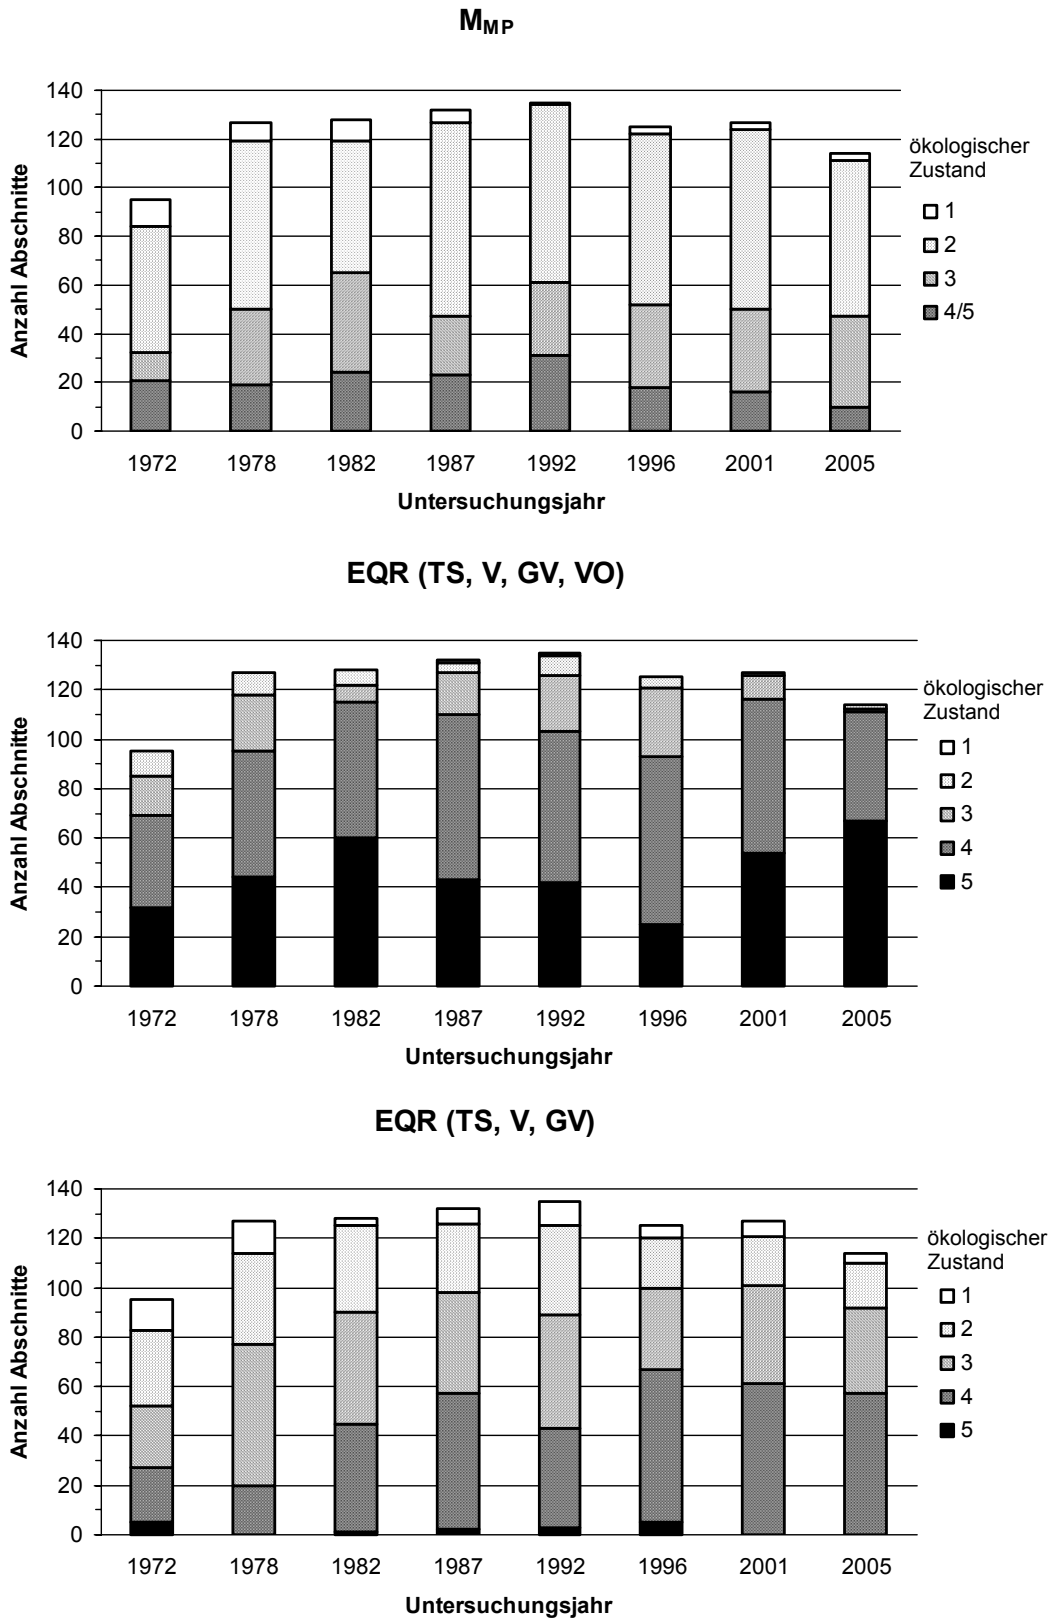 M_MP
140
120
100
80
60
40
20
0
Anzahl Abschnitte
1972 1978 1982 1987 1992 1996 2001 2005
Untersuchungsjahr
ökologischer
Zustand
1
2
3
4/5
EQR (TS, V, GV, VO)
140
120
100
80
60
40
20
0
Anzahl Abschnitte
1972 1978 1982 1987 1992 1996 2001 2005
Untersuchungsjahr
ökologischer
Zustand
1
2
3
4
5
EQR (TS, V, GV)
140
120
100
80
60
40
20
0
Anzahl Abschnitte
1972 1978 1982 1987 1992 1996 2001 2005
Untersuchungsjahr
ökologischer
Zustand
1
2
3
4
5